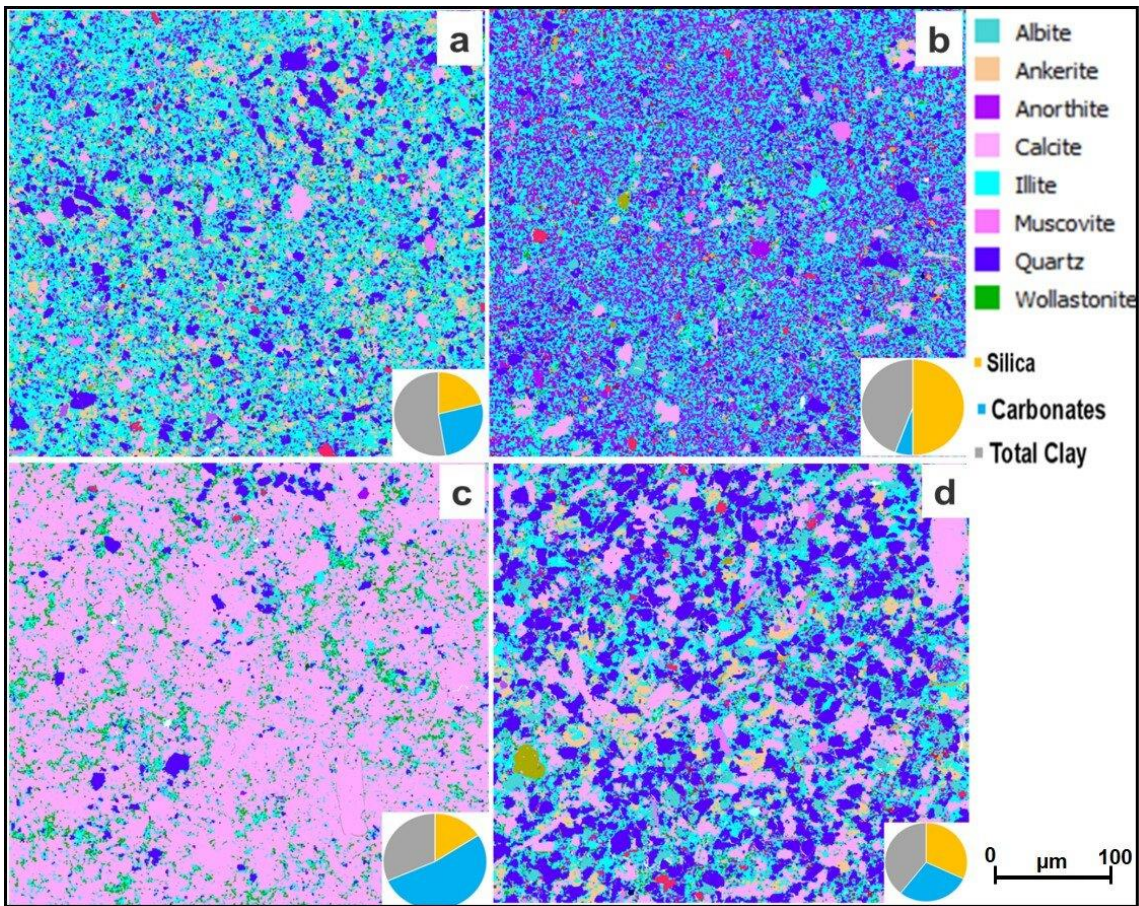 a
b
Albite
Ankerite
Anorthite
Calcite
Illite
Muscovite
Quartz
Wollastonite
Silica
Carbonates
Total Clay
c
d
0 µm 100